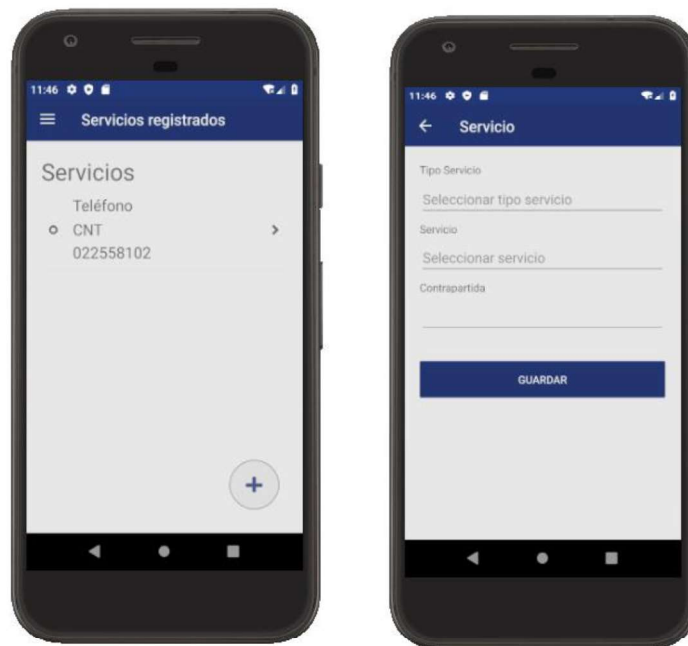 11:46
Servicios registrados
Servicios
Teléfono
CNT
022558102
11:46
Servicio
Tipo Servicio
Seleccionar tipo servicio
Servicio
Seleccionar servicio
Contrapartida
GUARDAR